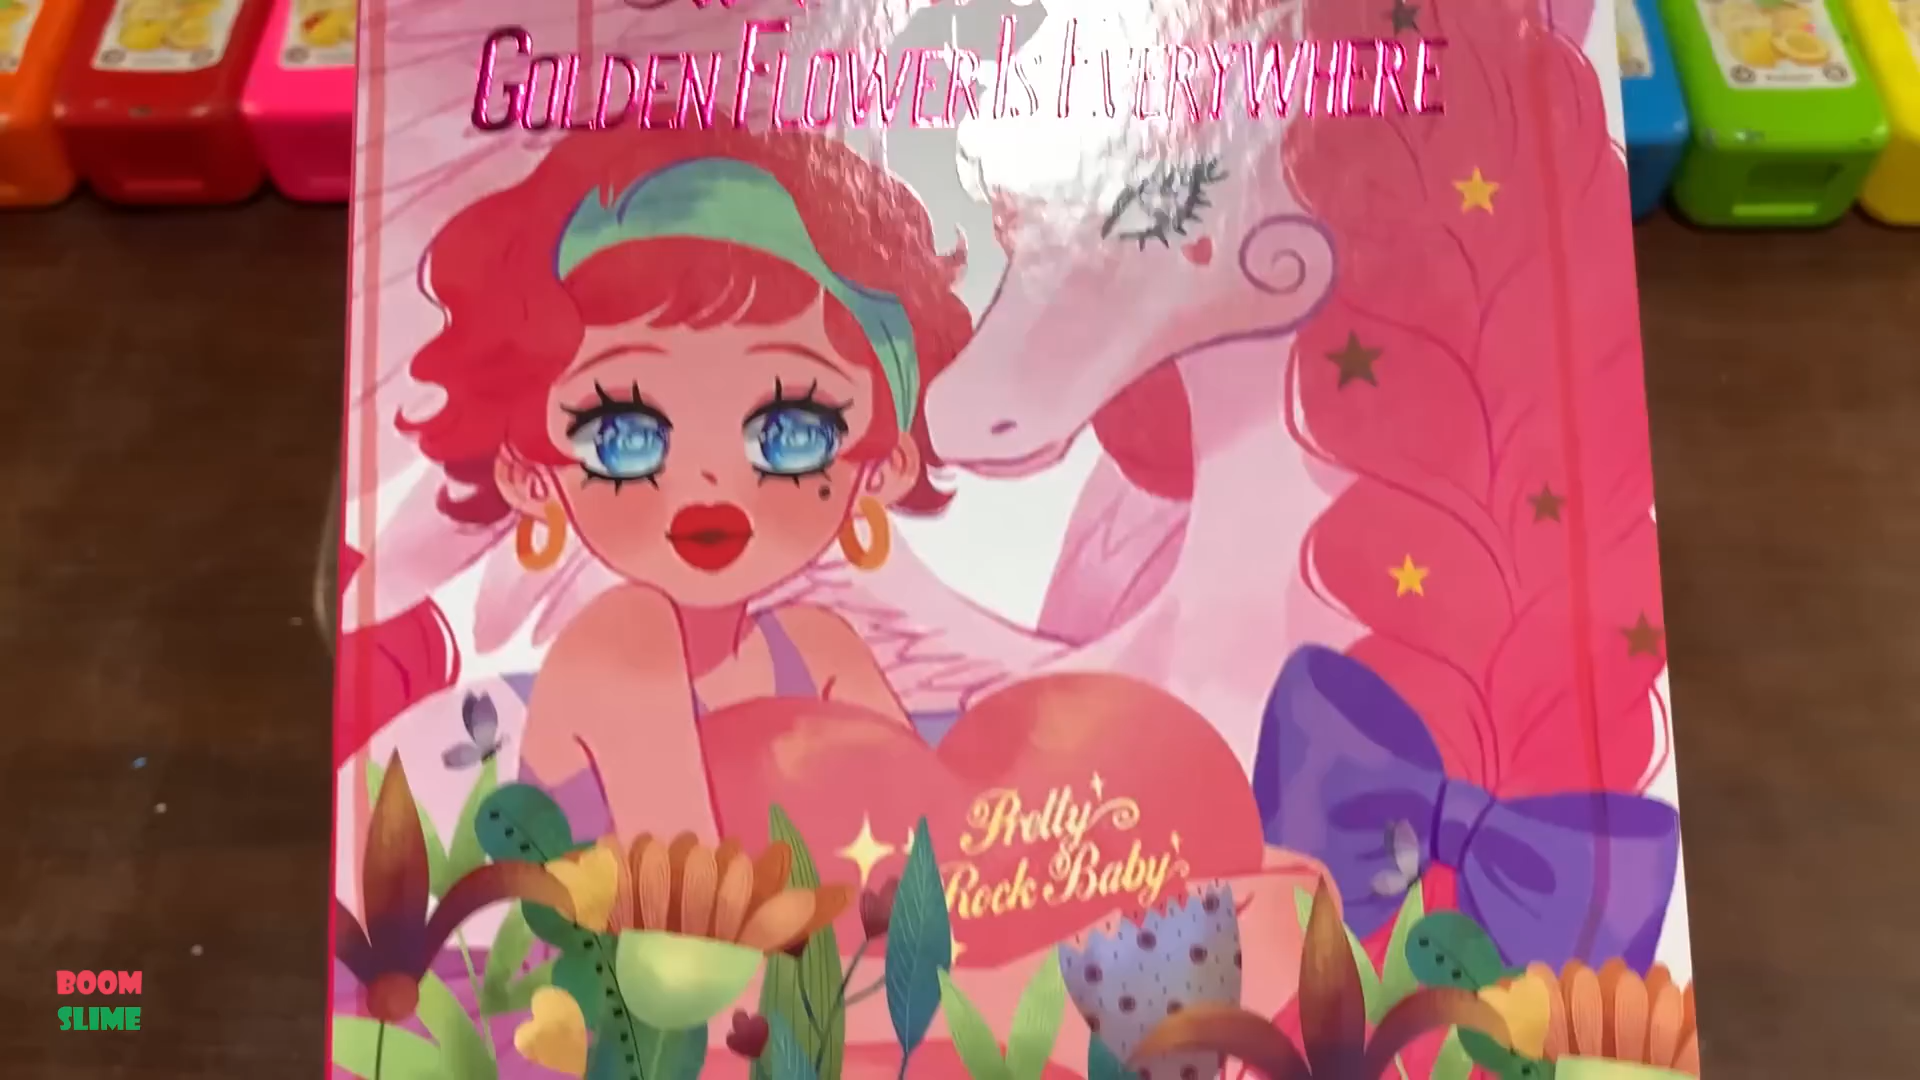 GOLDEN FLOWER IS EVERYWHERE
Pretty
Rock Baby
BOOM
SLIME